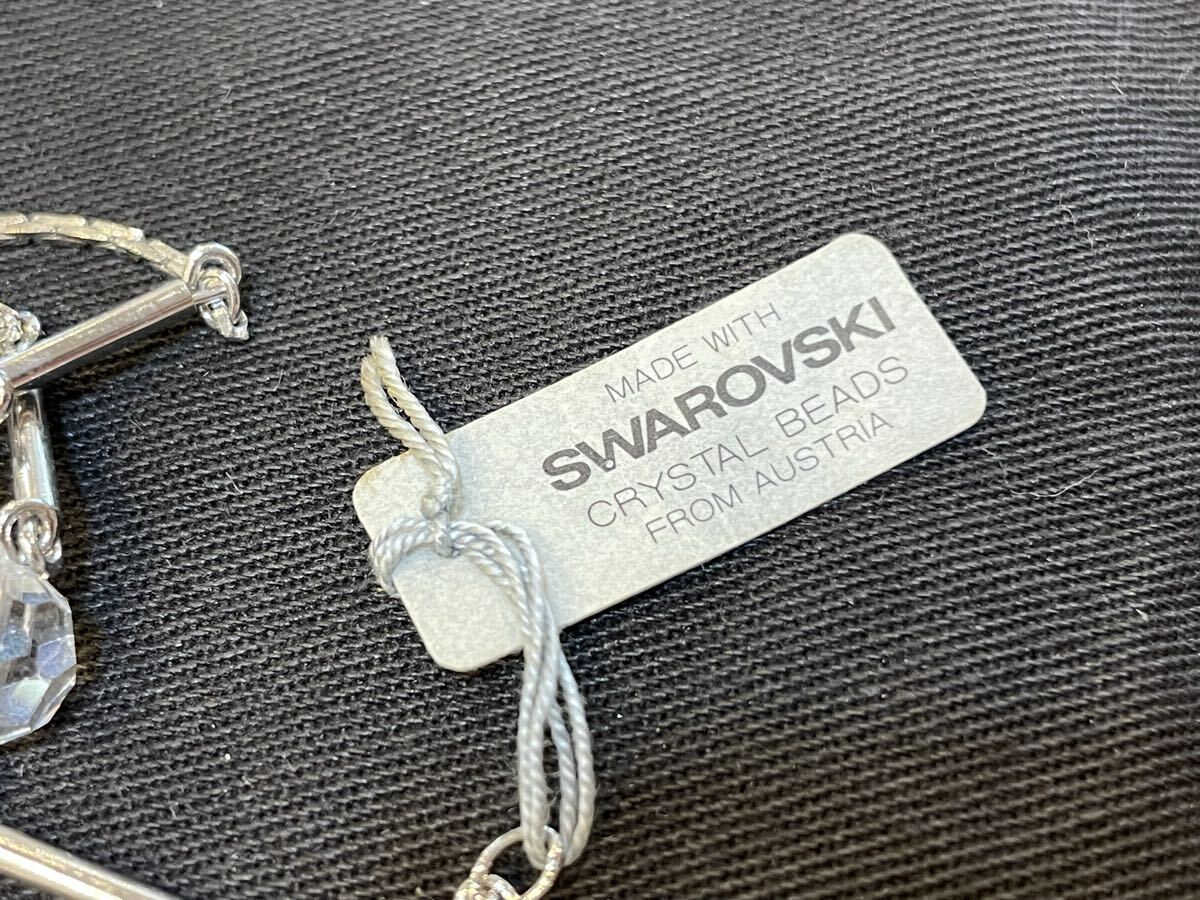 MADE WITH
SWAROVSKI
CRYSTAL BEADS
FROM AUSTRIA